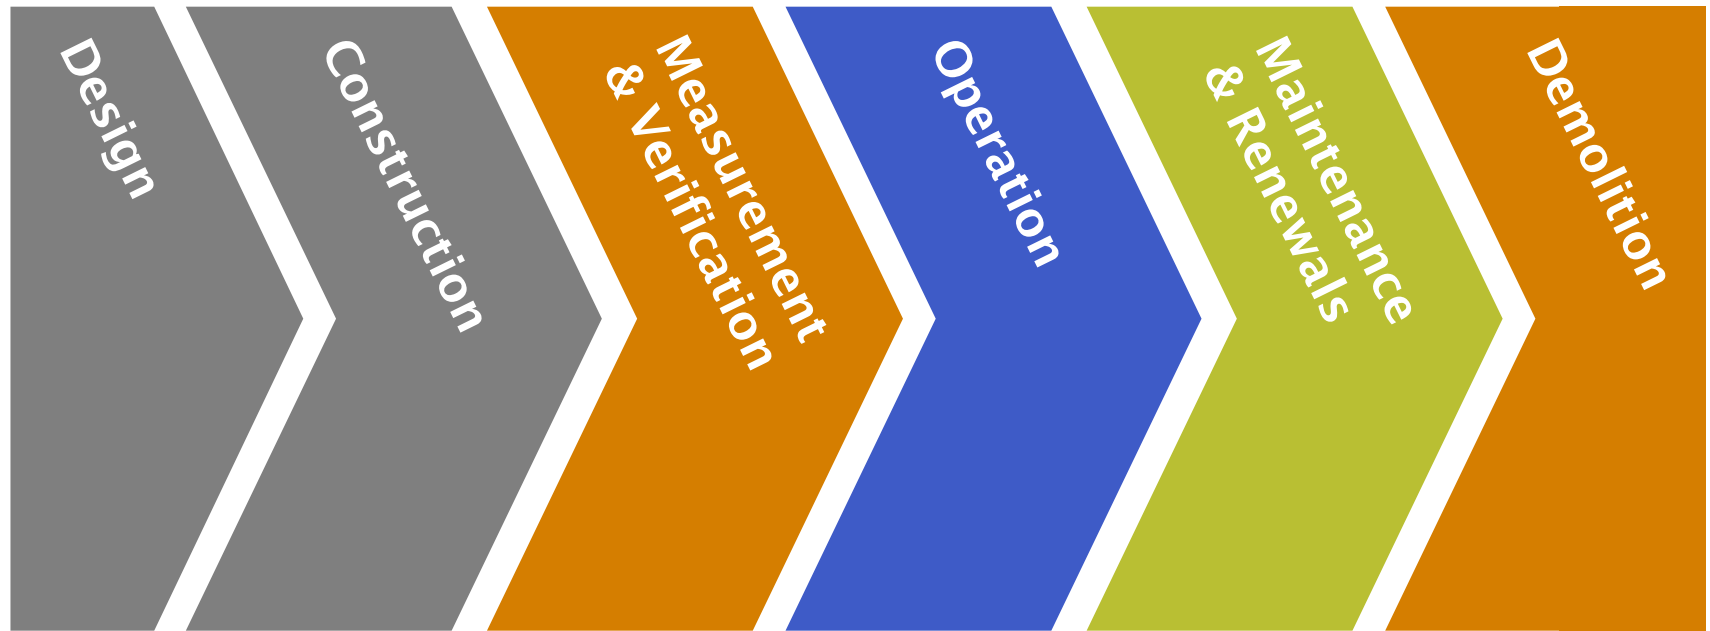 Design
Construction
Measurement
& Verification
Operation
Maintenance
& Renewals
Demolition